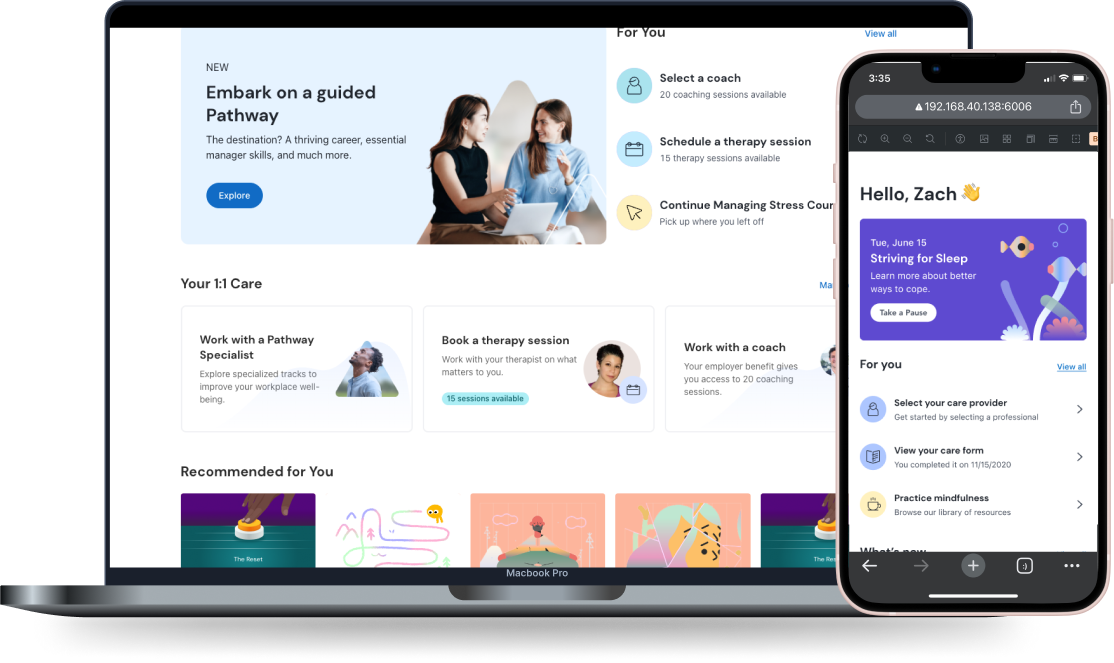 For You
View all
NEW
Embark on a guided
Pathway
The destination? A thriving career, essential
manager skills, and much more.
Explore
Select a coach
20 coaching sessions available
Schedule a therapy session
15 therapy sessions available
Continue Managing Stress Cour
Pick up where you left off
Your 1:1 Care
Ma
Work with a Pathway
Specialist
Explore specialized tracks to
improve your workplace well-
being.
Book a therapy session
Work with your therapist on what
matters to you.
15 sessions available
Work with a coach
Your employer benefit gives
you access to 20 coaching
sessions.
Recommended for You
The Reset
The Res
Macbook Pro
3:35
192.168.40.138:6006
B
Hello, Zach 👋
Tue, June 15
Striving for Sleep
Learn more about better
ways to cope.
Take a Pause
For you
View all
Select your care provider
Get started by selecting a professional
View your care form
You completed it on 11/15/2020
Practice mindfulness
Browse our library of resources
What's new
:)